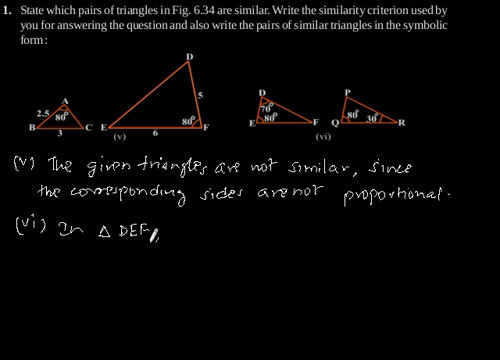 1. State which pairs of triangles in Fig. 6.34 are similar. Write the similarity criterion used by
you for answering the question and also write the pairs of similar triangles in the symbolic
form :
D
A
2.5
80°
B
3
C
5
80°
E
6
F
(v)
D
70°
80°
E
F
P
80°
30°
Q
R
(vi)
(v) The given triangles are not similar, since
the corresponding sides are not proportional.
(vi) In △ DEF,